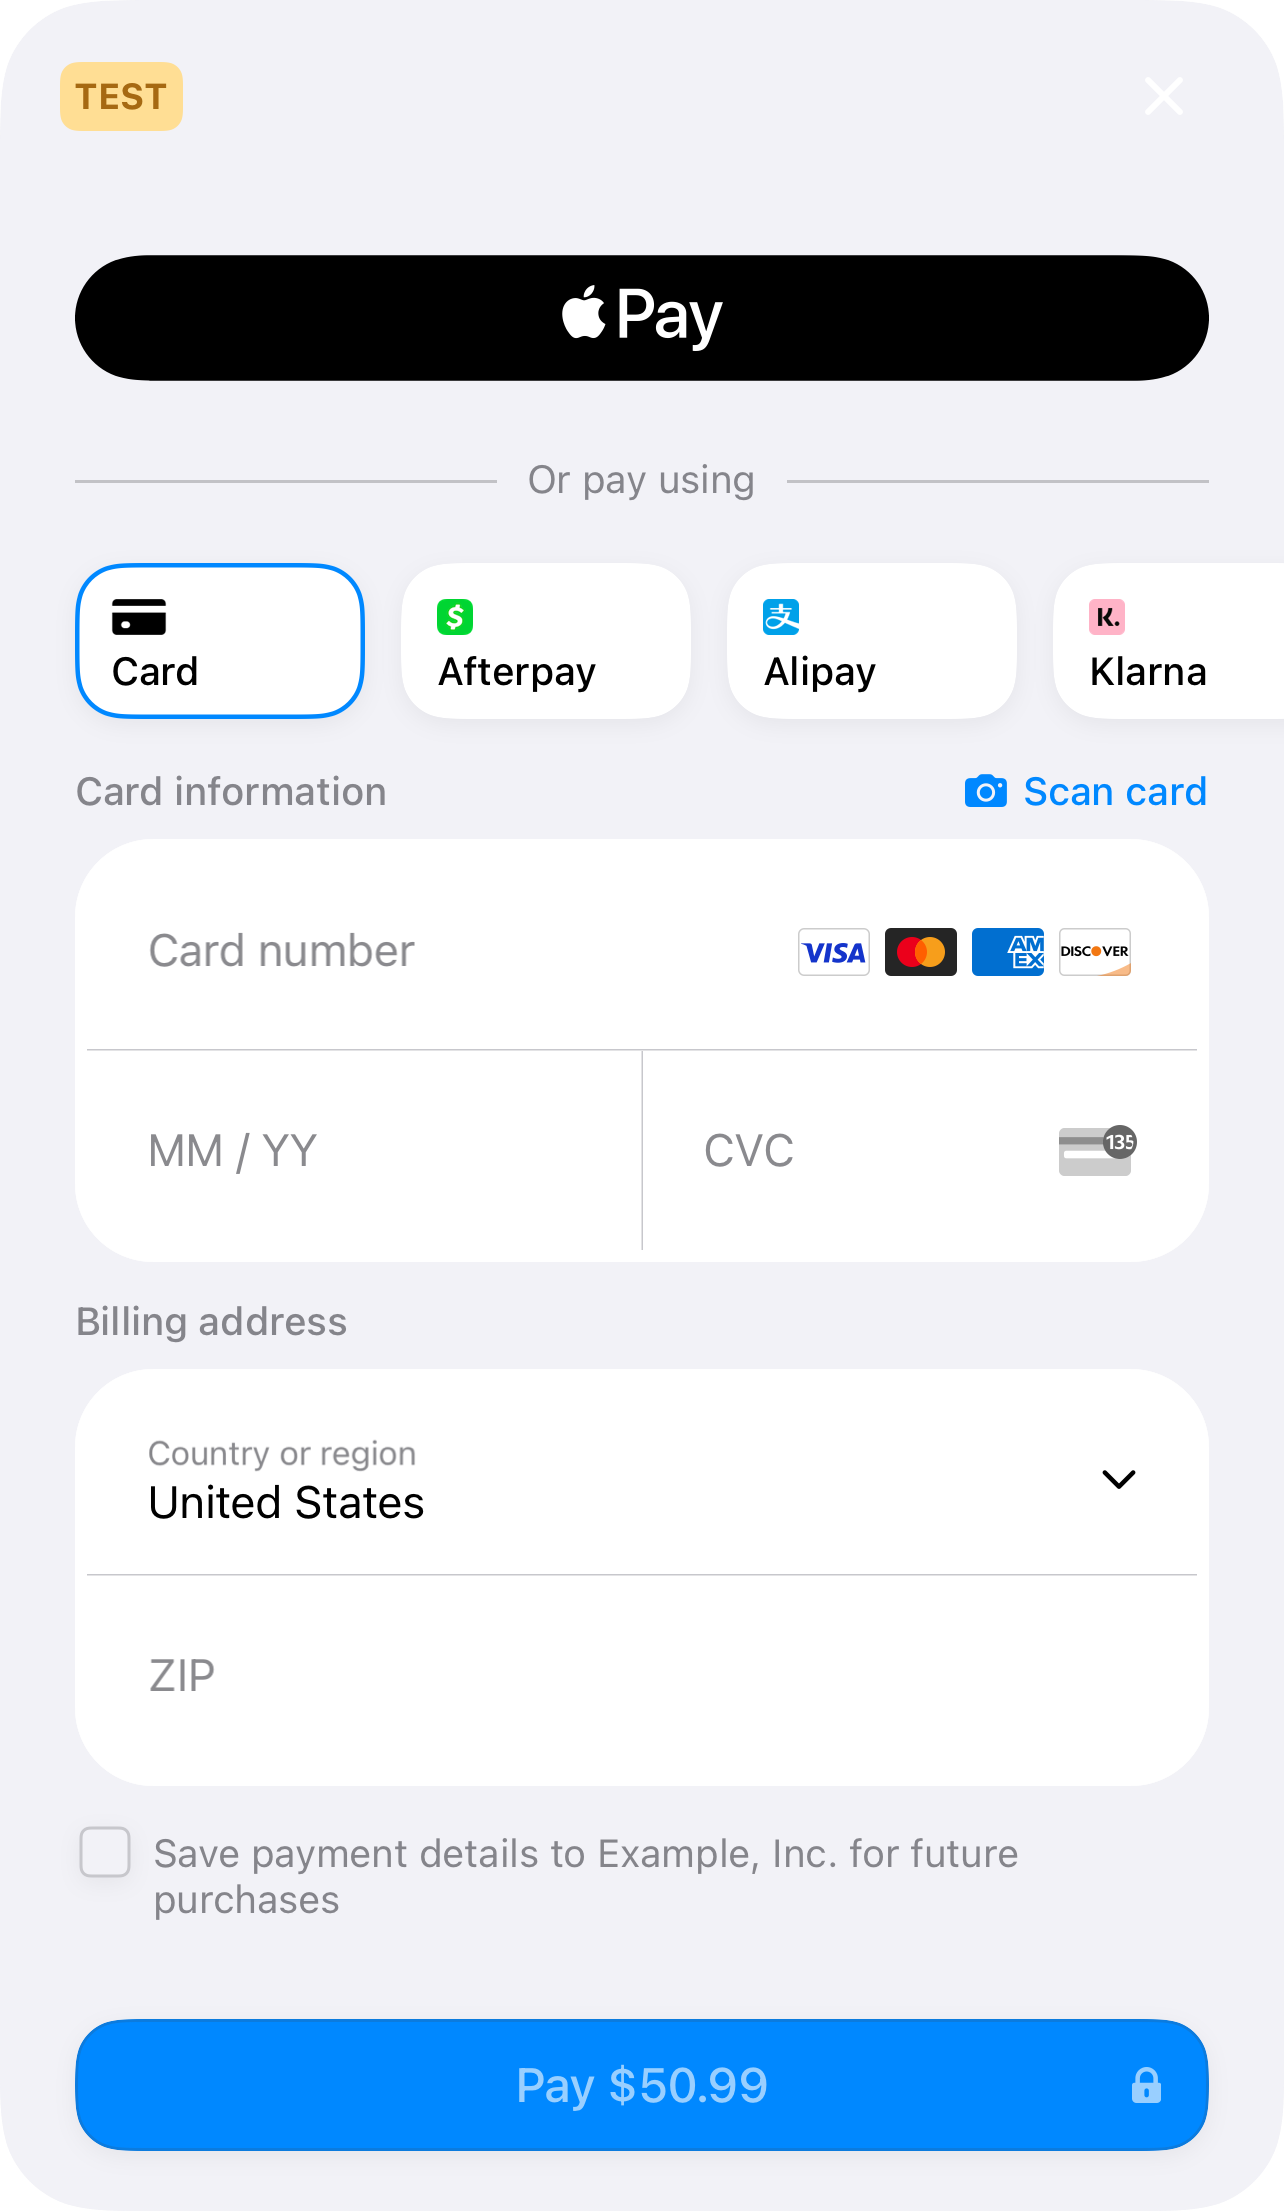 TEST
Pay
Or pay using
Card
Afterpay
Alipay
K.
Klarna
Card information
Scan card
Card number
VISA
AM
EX
DISCOVER
MM / YY
CVC
135
Billing address
Country or region
United States
ZIP
Save payment details to Example, Inc. for future
purchases
Pay $50.99